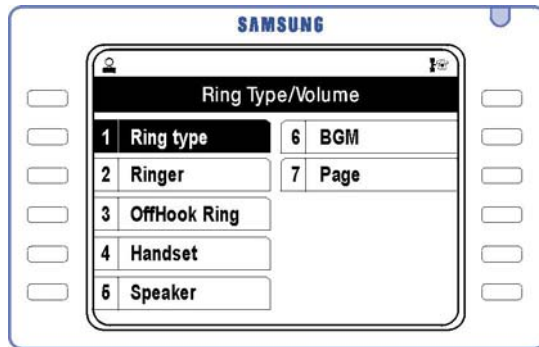 SAMSUNG
Ring Type/Volume
1 Ring type
2 Ringer
3 OffHook Ring
4 Handset
5 Speaker
6 BGM
7 Page